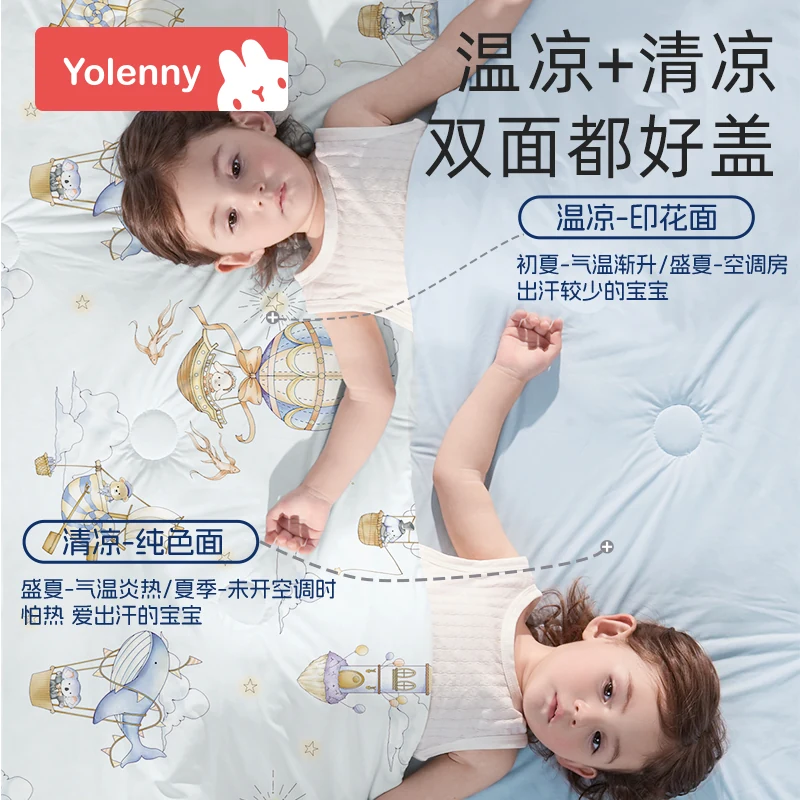 Yolenny
温凉+清凉
双面都好盖
温凉-印花面
初夏-气温渐升/盛夏-空调房
出汗较少的宝宝
清凉-纯色面
盛夏-气温炎热/夏季-未开空调时
怕热 爱出汗的宝宝